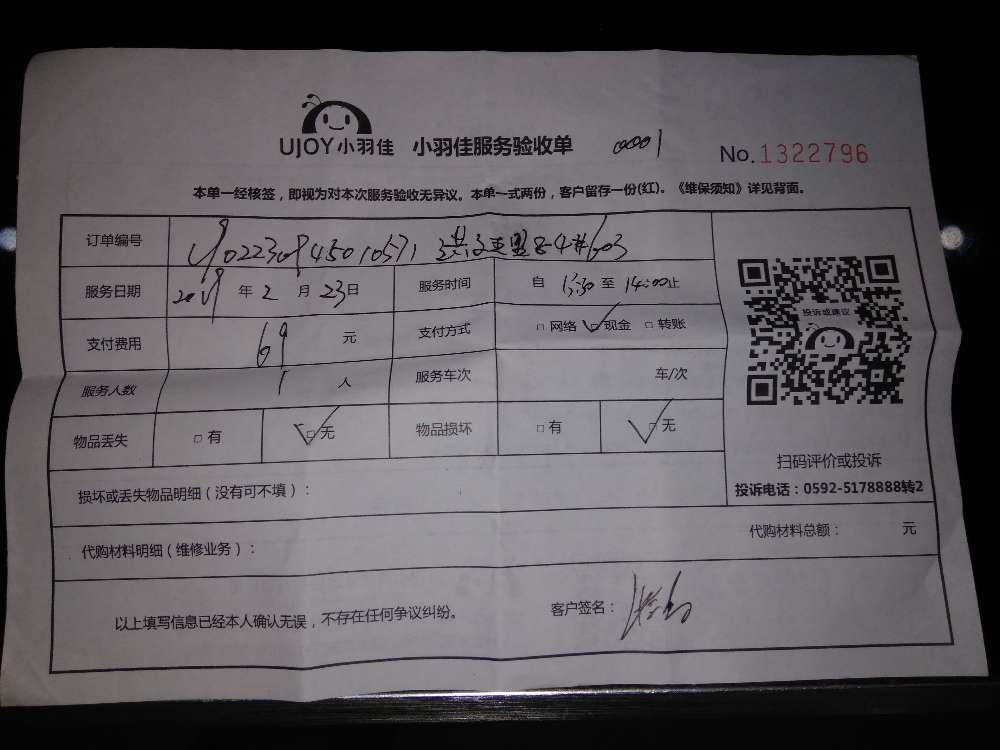 UJOY小羽佳 小羽佳服务验收单 0001 No.1322796
本单一经核签，即视为对本次服务验收无异议。本单一式两份，客户留存一份(红)。《维保须知》详见背面。
订单编号 8-4#603
服务日期 2019 年 2 月 23 日 服务时间 自 13:30 至 14:00 止
投诉或建议
支付费用 69 元 支付方式 □ 网络 ☑ 现金 □ 转账
服务人数 1 人 服务车次 车/次
物品丢失 □ 有 ☑ 无 物品损坏 □ 有 ☑ 无
扫码评价或投诉
投诉电话：0592-5178888转2
损坏或丢失物品明细（没有可不填）：
代购材料明细（维修业务）： 代购材料总额： 元
以上填写信息已经本人确认无误，不存在任何争议纠纷。 客户签名：